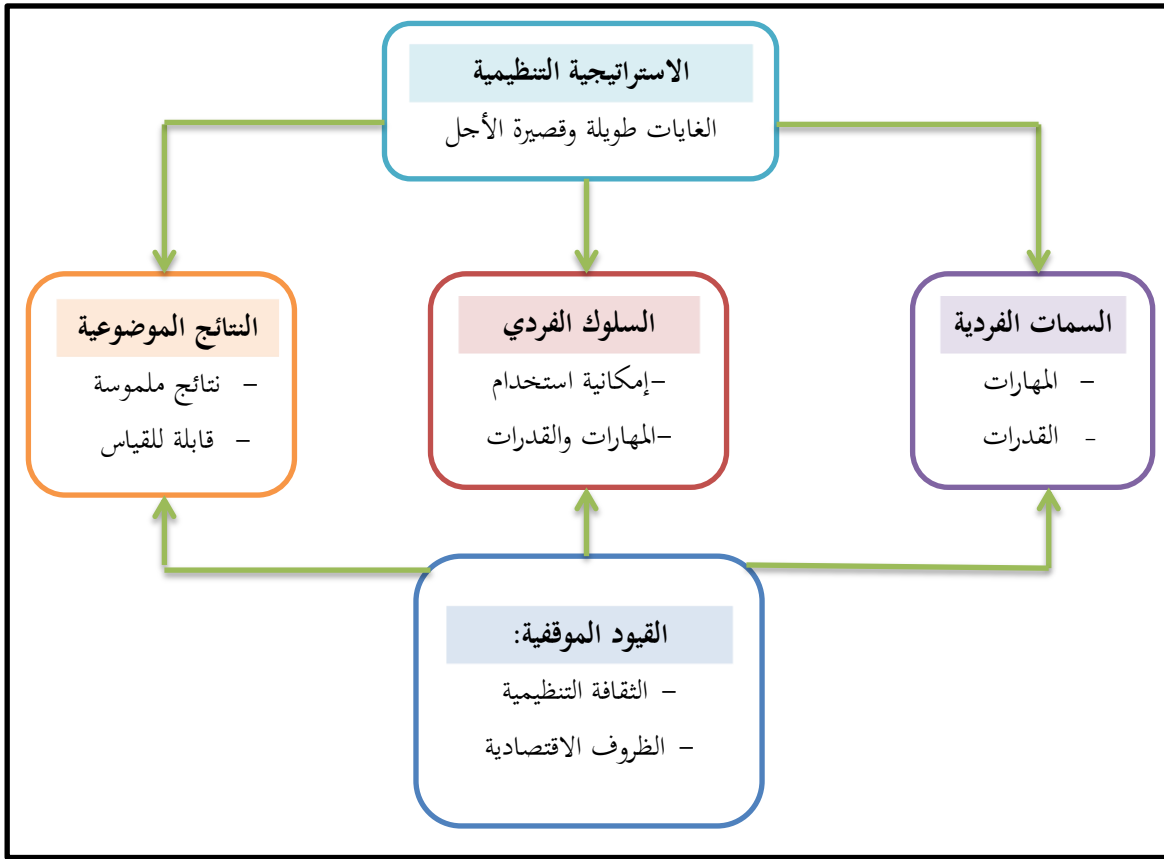 الاستراتيجية التنظيمية
الغايات طويلة وقصيرة الأجل
السمات الفردية
– المهارات
- القدرات
السلوك الفردي
–إمكانية استخدام
–المهارات والقدرات
النتائج الموضوعية
– نتائج ملموسة
– قابلة للقياس
القيود الموقفية:
– الثقافة التنظيمية
– الظروف الاقتصادية